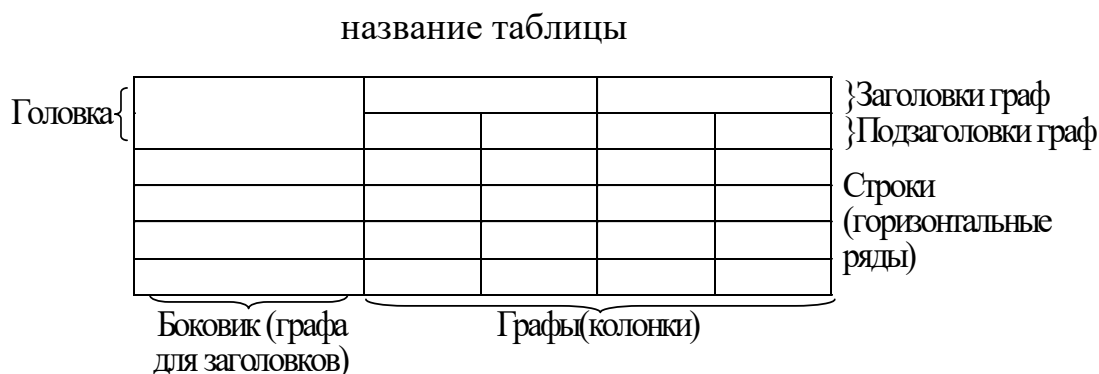 название таблицы
Головка
}Заголовки граф
}Подзаголовки граф
Строки
(горизонтальные
ряды)
Боковик (графа
для заголовков)
Графы(колонки)